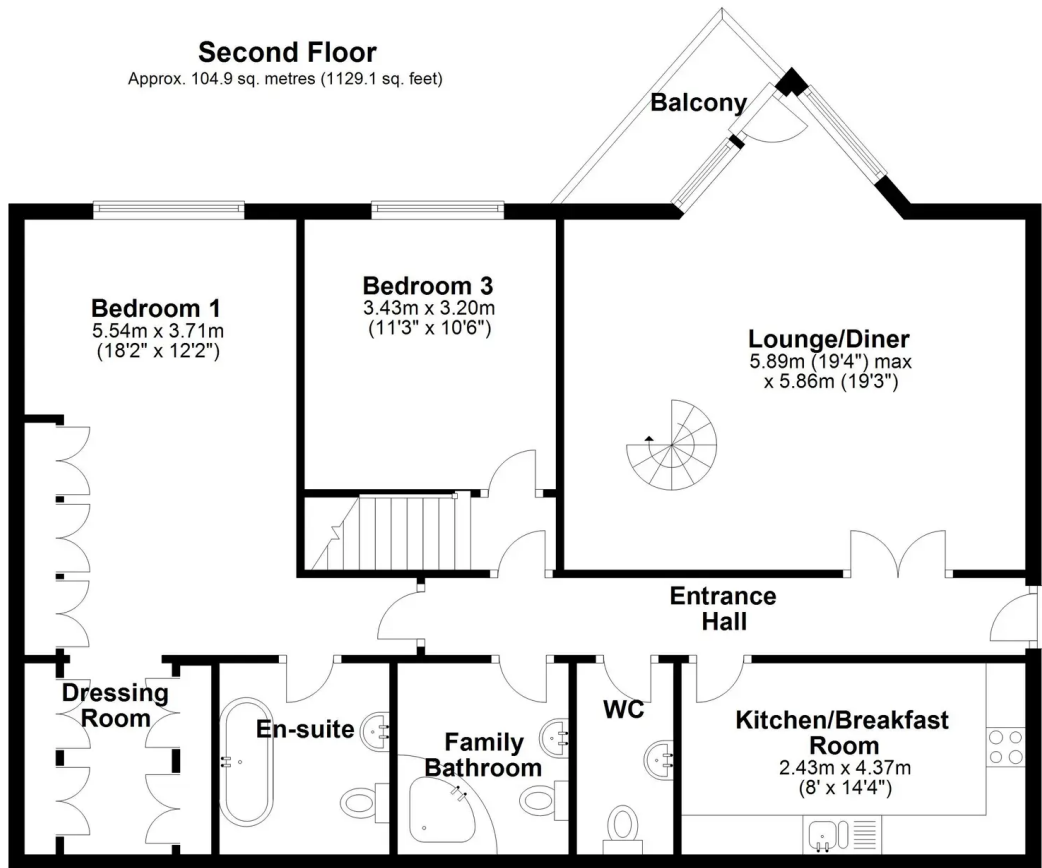 Second Floor
Approx. 104.9 sq. metres (1129.1 sq. feet)
Balcony
Bedroom 1
5.54m x 3.71m
(18'2" x 12'2")
Bedroom 3
3.43m x 3.20m
(11'3" x 10'6")
Lounge/Diner
5.89m (19'4") max
x 5.86m (19'3")
Entrance
Hall
Dressing
Room
En-suite
Family
Bathroom
WC
Kitchen/Breakfast
Room
2.43m x 4.37m
(8' x 14'4")